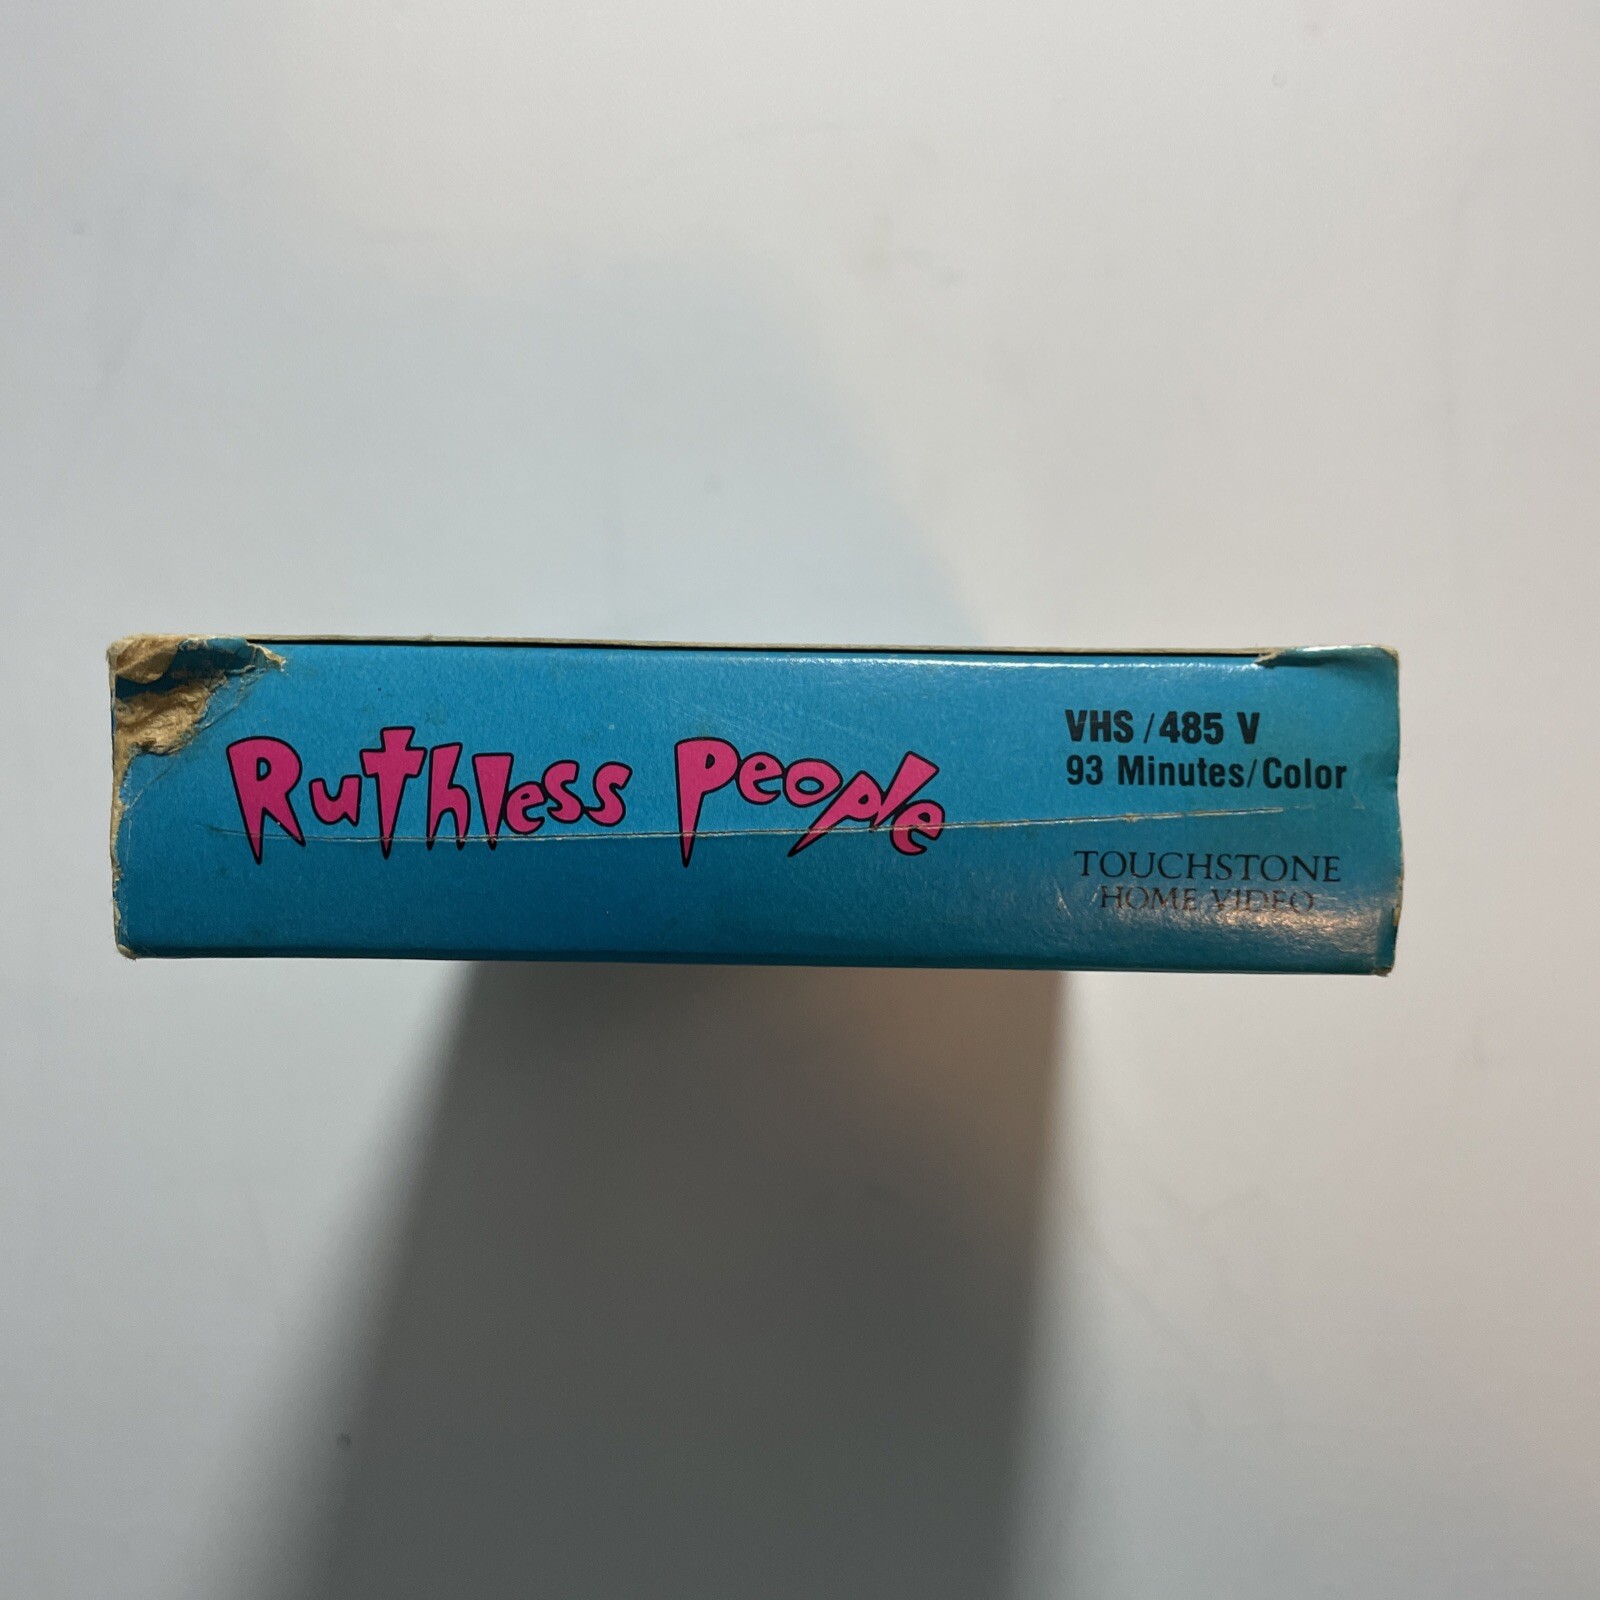 Ruthless People
VHS / 485 V
93 Minutes/Color
TOUCHSTONE
HOME VIDEO